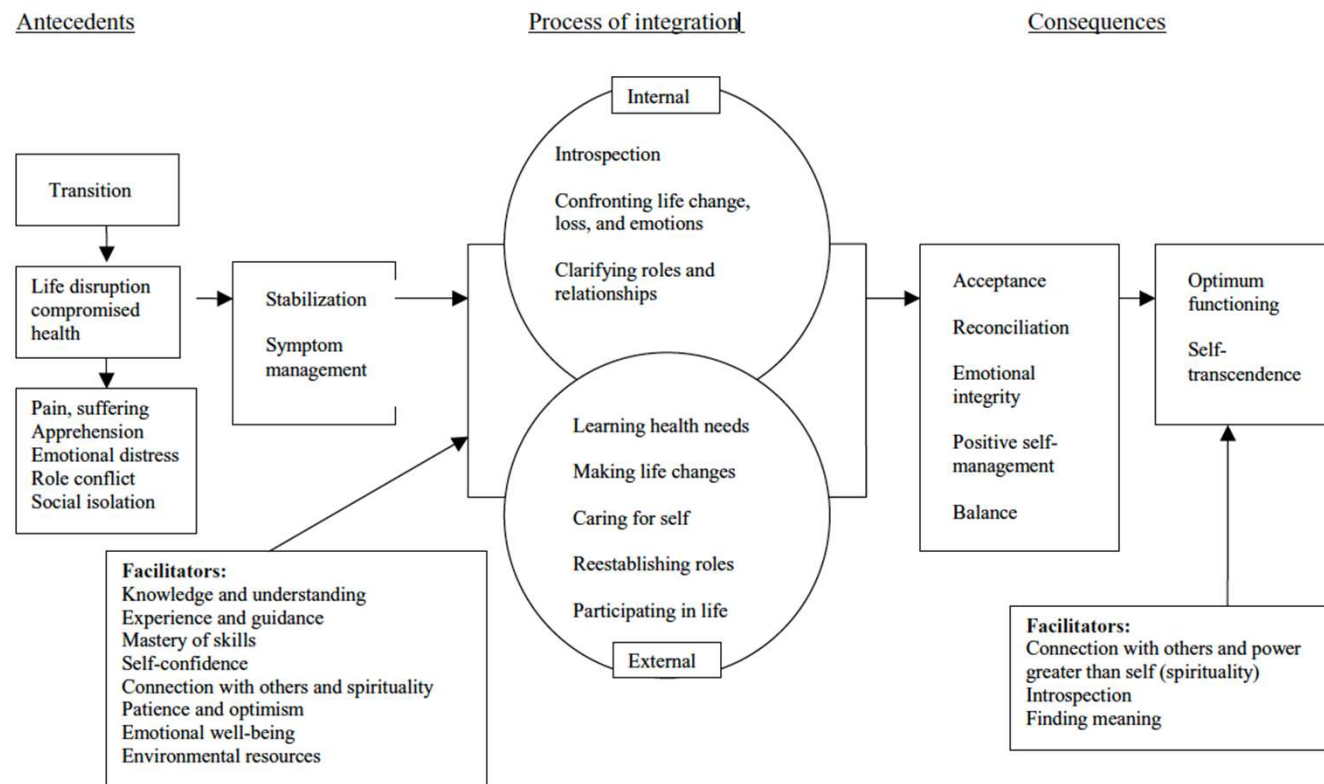 Antecedents
Process of integration
Consequences
Internal
Introspection
Confronting life change,
loss, and emotions
Clarifying roles and
relationships
Transition
Life disruption
compromised
health
Pain, suffering
Apprehension
Emotional distress
Role conflict
Social isolation
Stabilization
Symptom
management
Learning health needs
Making life changes
Caring for self
Reestablishing roles
Participating in life
External
Facilitators:
Knowledge and understanding
Experience and guidance
Mastery of skills
Self-confidence
Connection with others and spirituality
Patience and optimism
Emotional well-being
Environmental resources
Acceptance
Reconciliation
Emotional
integrity
Positive self-
management
Balance
Optimum
functioning
Self-
transcendence
Facilitators:
Connection with others and power
greater than self (spirituality)
Introspection
Finding meaning